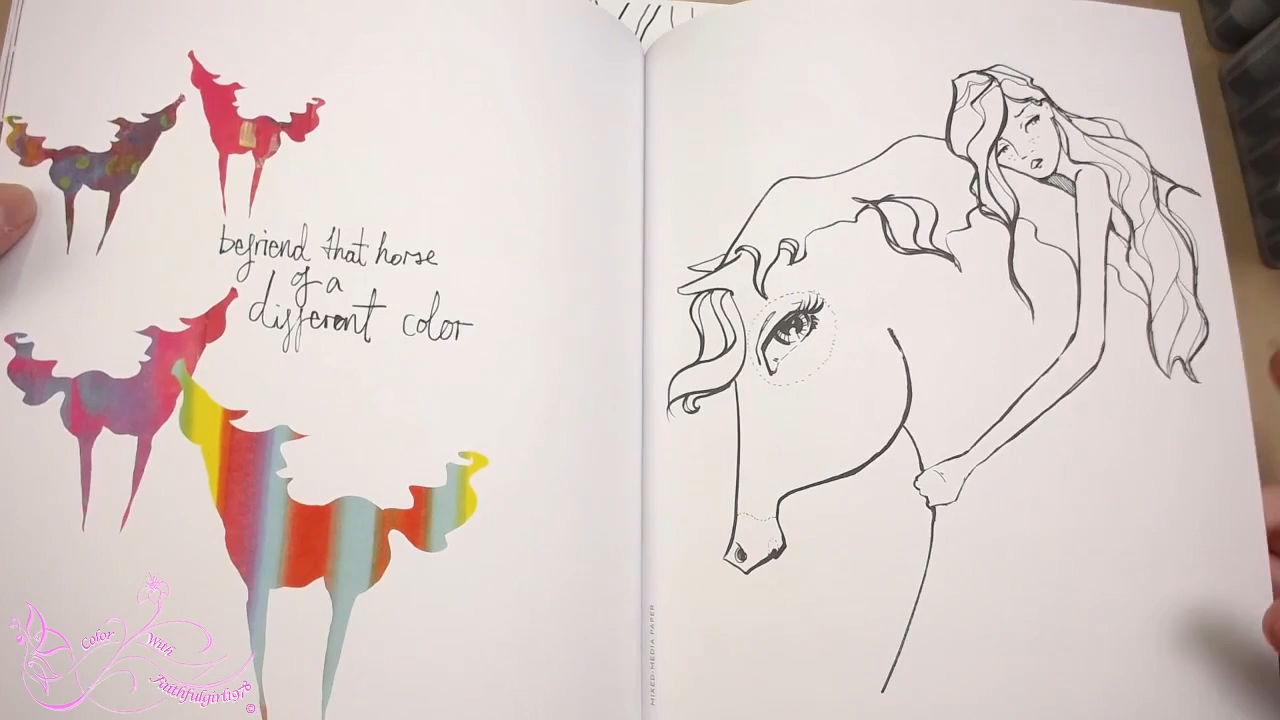 befriend that horse
of a
different color
MIXED-MEDIA PAPER
Color With
Faithfulgirl1978 ©